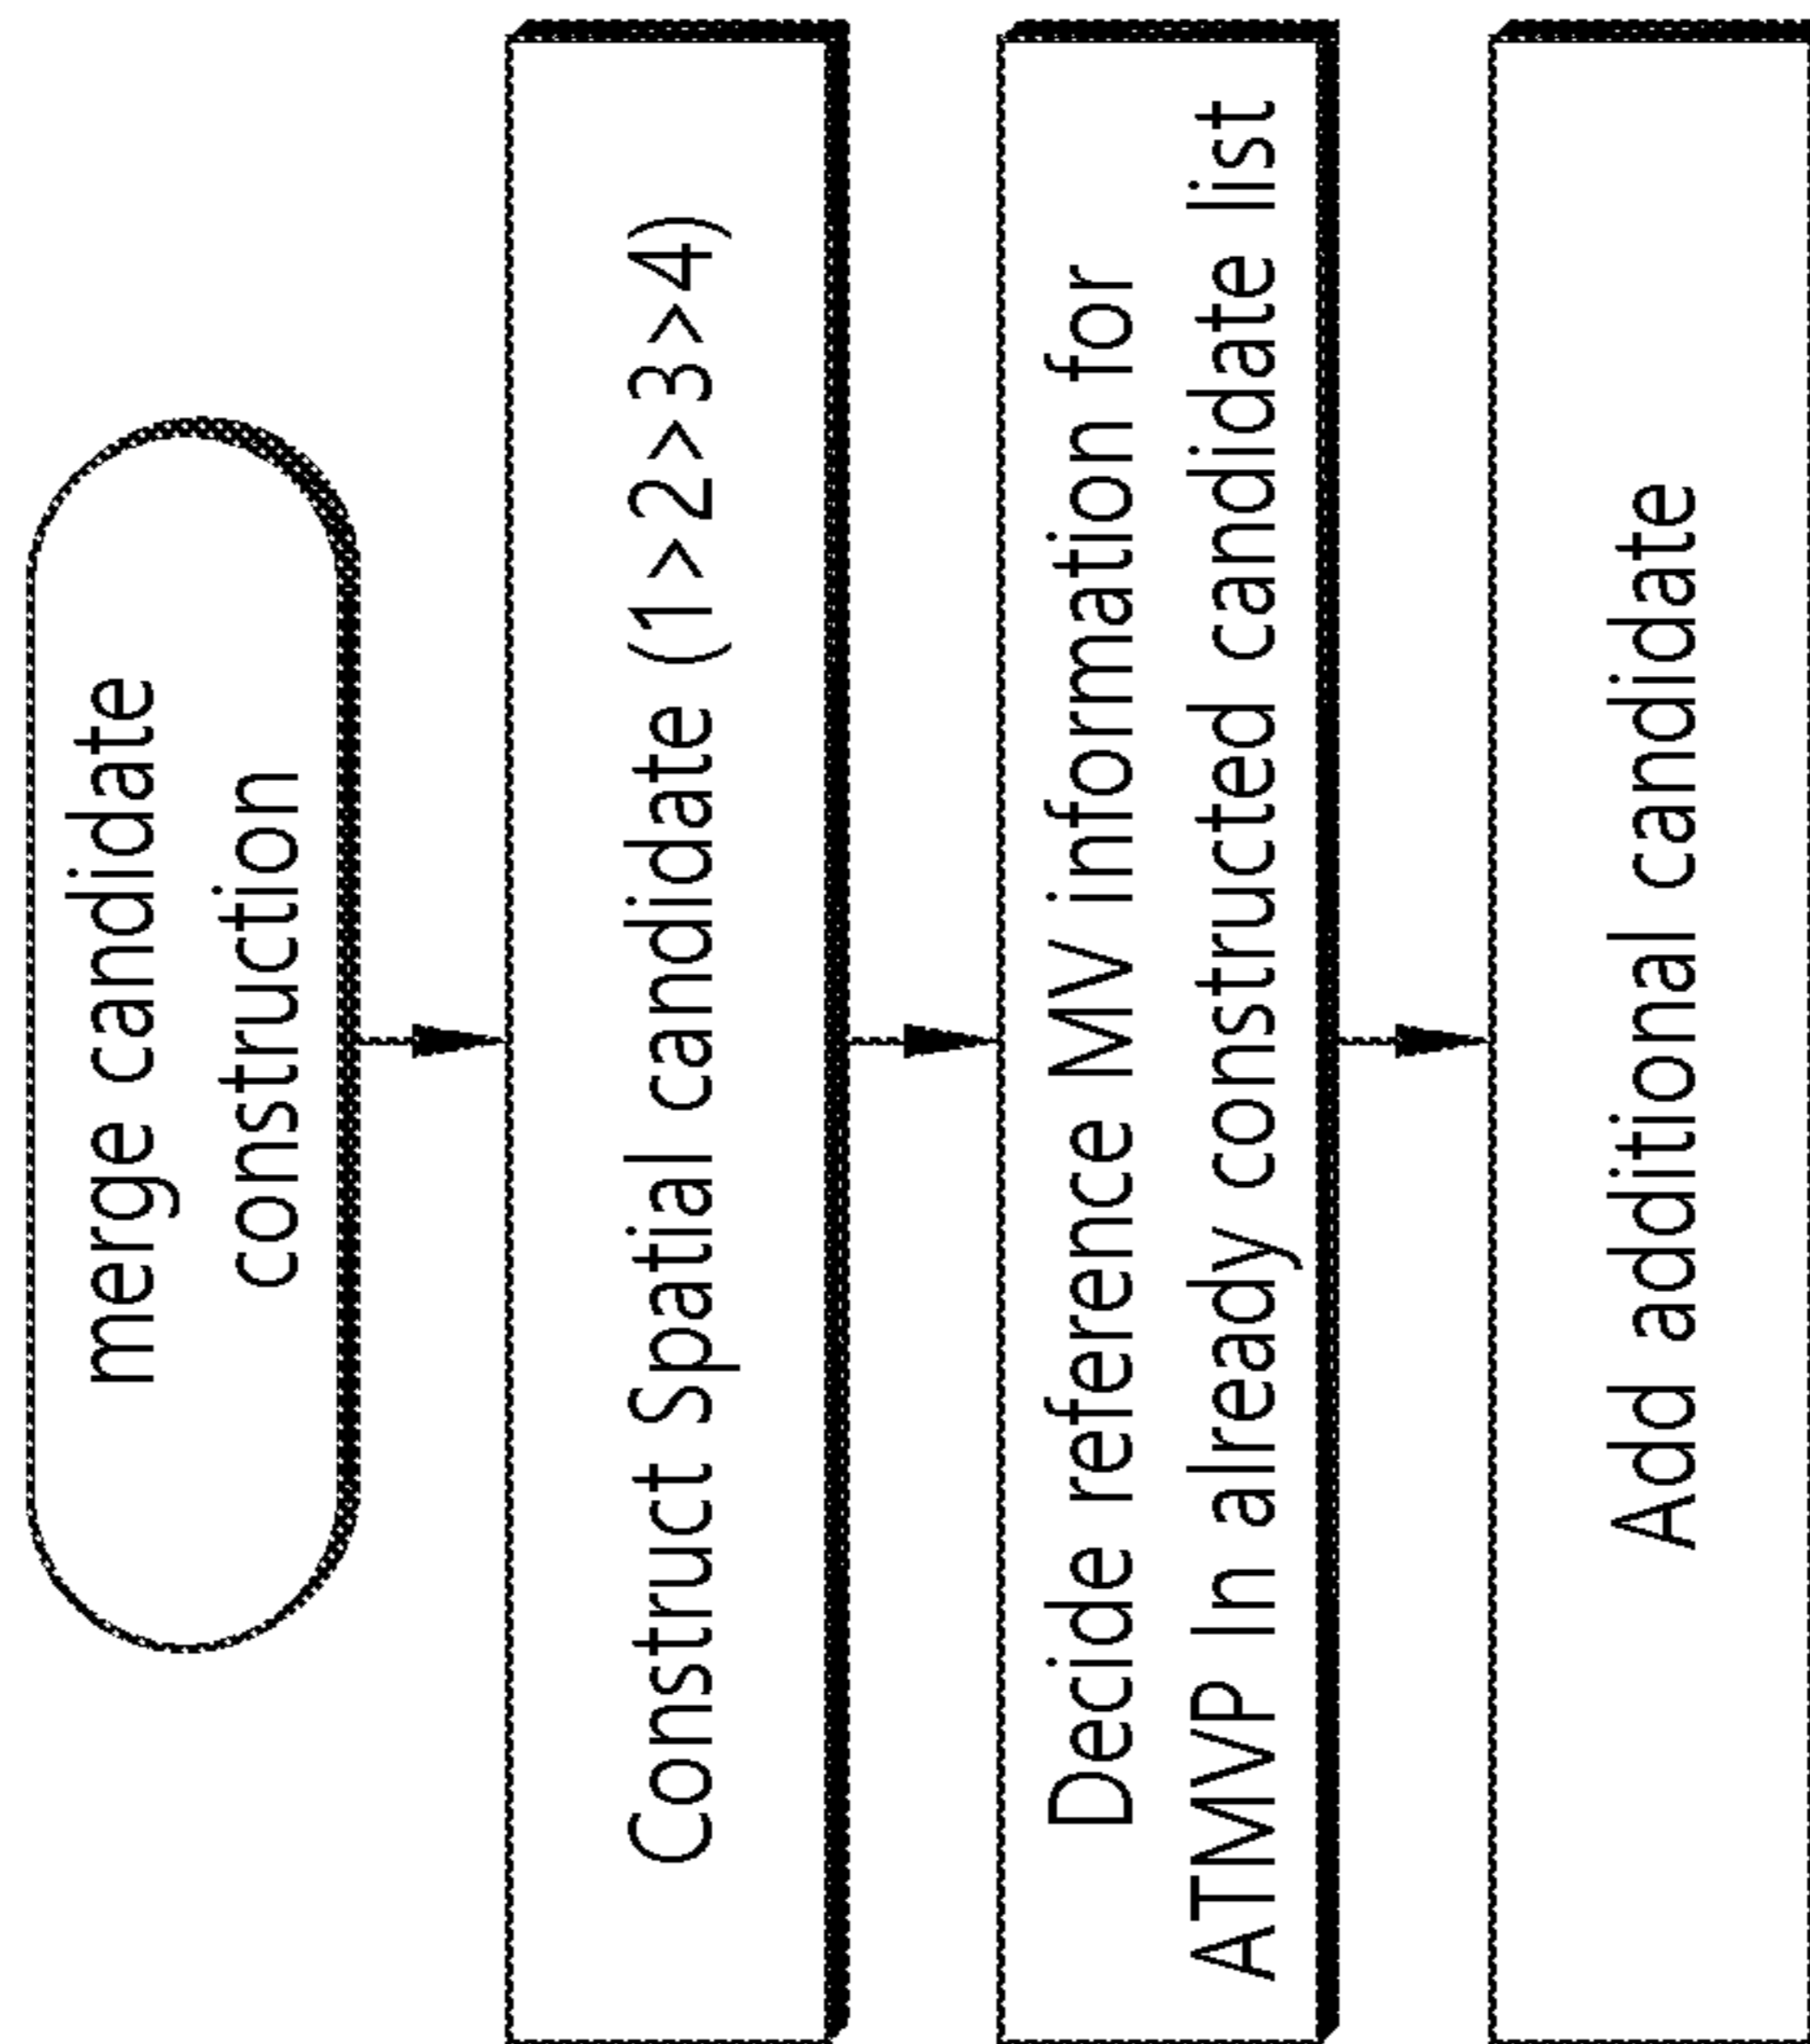 merge candidate
construction
Construct Spatial candidate (1>2>3>4)
Decide reference MV information for
ATMVP In already constructed candidate list
Add additional candidate